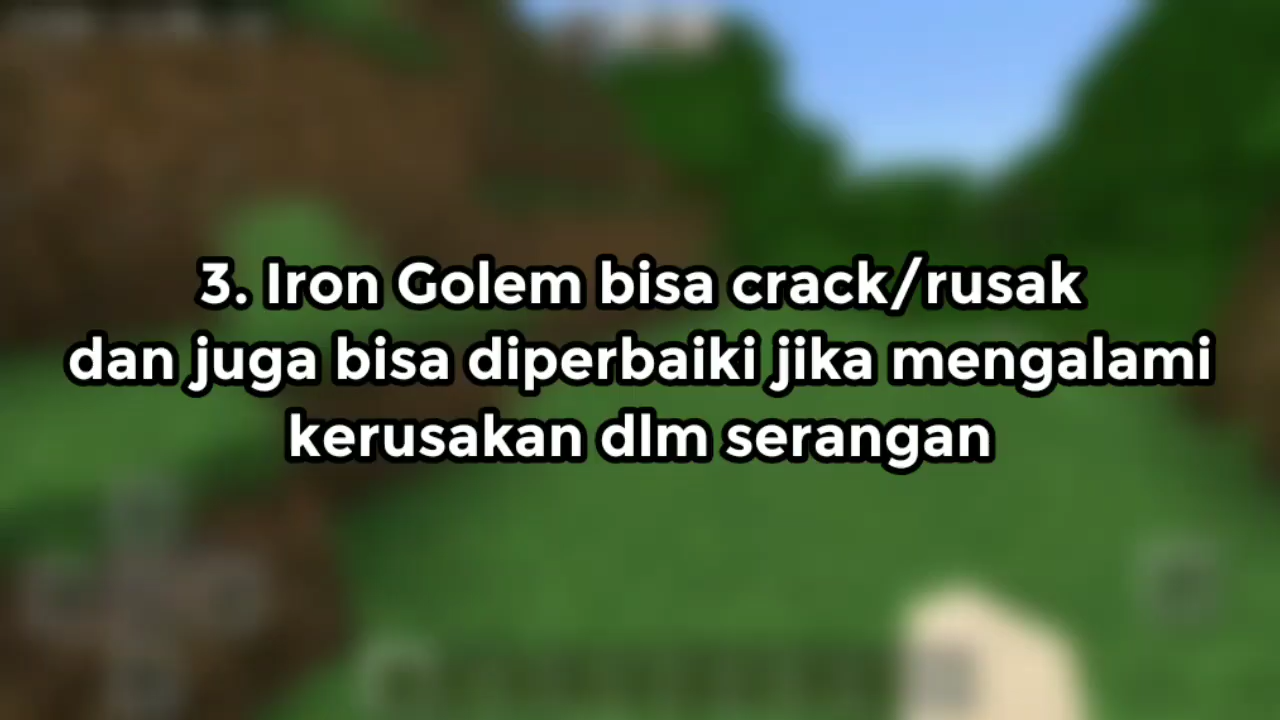 3. Iron Golem bisa crack/rusak
dan juga bisa diperbaiki jika mengalami
kerusakan dlm serangan